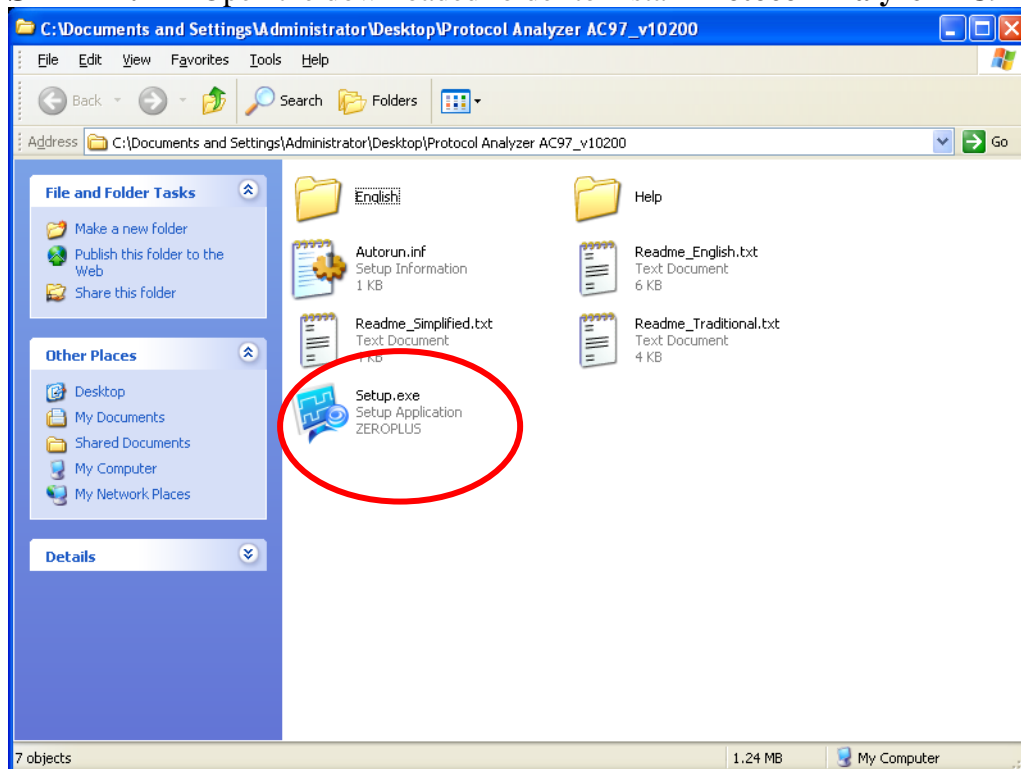 C:\Documents and Settings\Administrator\Desktop\Protocol Analyzer AC97_v10200
File Edit View Favorites Tools Help
Back Search Folders
Address C:\Documents and Settings\Administrator\Desktop\Protocol Analyzer AC97_v10200 Go
File and Folder Tasks
Make a new folder
Publish this folder to the
Web
Share this folder
Other Places
Desktop
My Documents
Shared Documents
My Computer
My Network Places
Details
English
Help
Autorun.inf
Setup Information
1 KB
Readme_English.txt
Text Document
6 KB
Readme_Simplified.txt
Text Document
KB
Readme_Traditional.txt
Text Document
4 KB
Setup.exe
Setup Application
ZEROPLUS
7 objects 1.24 MB My Computer